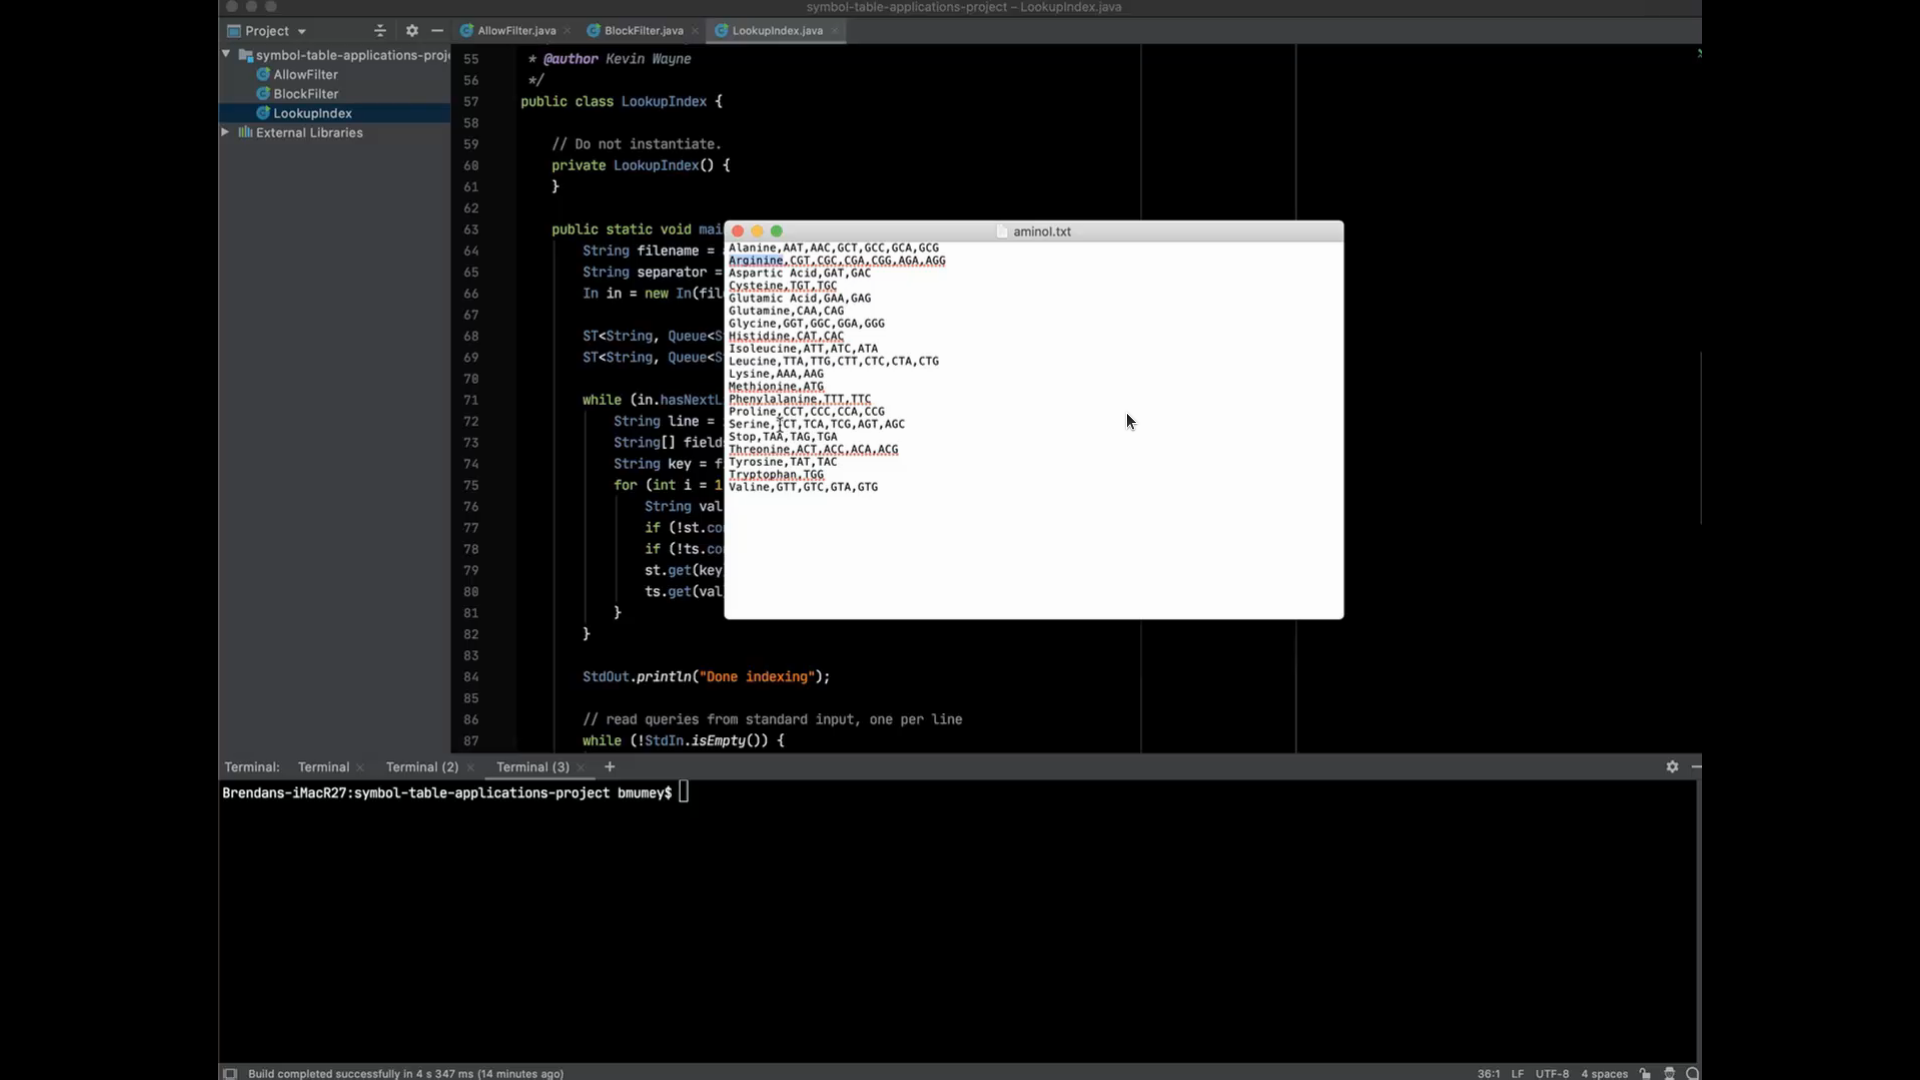 symbol-table-applications-project – LookupIndex.java
Project
AllowFilter.java
BlockFilter.java
LookupIndex.java
symbol-table-applications-proj
AllowFilter
BlockFilter
LookupIndex
External Libraries
55 * @author Kevin Wayne
56 */
57 public class LookupIndex {
58
59 // Do not instantiate.
60 private LookupIndex() {
61 }
62
63 public static void mai
64 String filename =
65 String separator =
66 In in = new In(fil
67
68 ST<String, Queue<S
69 ST<String, Queue<S
70
71 while (in.hasNextL
72 String line =
73 String[] field
74 String key = f
75 for (int i = 1
76 String val
77 if (!st.co
78 if (!ts.co
79 st.get(key
80 ts.get(val
81 }
82 }
83
84 StdOut.println("Done indexing");
85
86 // read queries from standard input, one per line
87 while (!StdIn.isEmpty()) {
aminol.txt
Alanine,AAT,AAC,GCT,GCC,GCA,GCG
Arginine,CGT,CGC,CGA,CGG,AGA,AGG
Aspartic Acid,GAT,GAC
Cysteine,TGT,TGC
Glutamic Acid,GAA,GAG
Glutamine,CAA,CAG
Glycine,GGT,GGC,GGA,GGG
Histidine,CAT,CAC
Isoleucine,ATT,ATC,ATA
Leucine,TTA,TTG,CTT,CTC,CTA,CTG
Lysine,AAA,AAG
Methionine,ATG
Phenylalanine,TTT,TTC
Proline,CCT,CCC,CCA,CCG
Serine,TCT,TCA,TCG,AGT,AGC
Stop,TAA,TAG,TGA
Threonine,ACT,ACC,ACA,ACG
Tyrosine,TAT,TAC
Tryptophan,TGG
Valine,GTT,GTC,GTA,GTG
Terminal: Terminal Terminal (2) Terminal (3) +
Brendans-iMacR27:symbol-table-applications-project bmumey$
Build completed successfully in 4 s 347 ms (14 minutes ago) 36:1 LF UTF-8 4 spaces